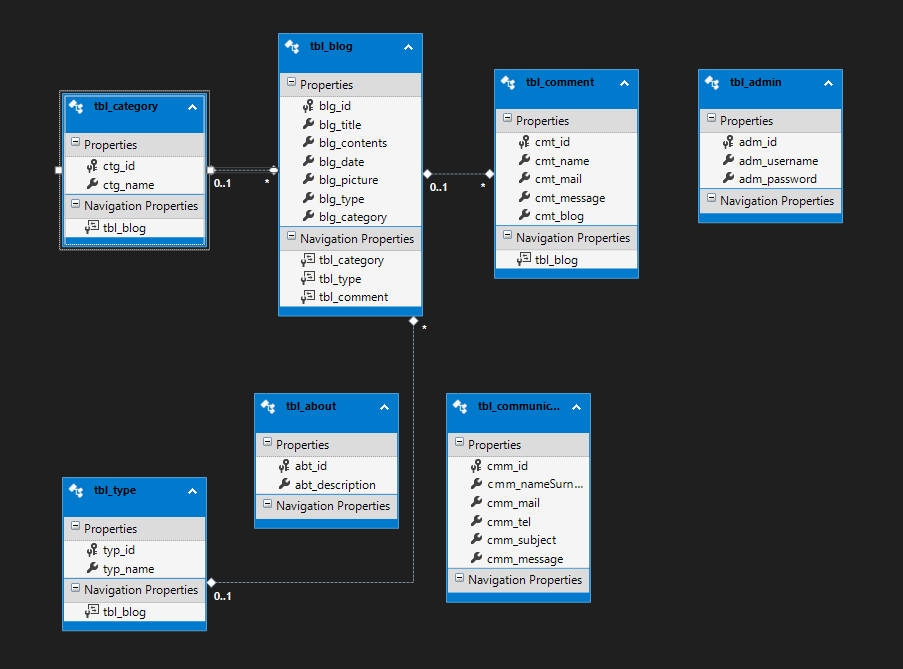 tbl_category
Properties
ctg_id
ctg_name
Navigation Properties
tbl_blog
0..1
*
tbl_blog
Properties
blg_id
blg_title
blg_contents
blg_date
blg_picture
blg_type
blg_category
Navigation Properties
tbl_category
tbl_type
tbl_comment
0..1
*
tbl_comment
Properties
cmt_id
cmt_name
cmt_mail
cmt_message
cmt_blog
Navigation Properties
tbl_blog
tbl_admin
Properties
adm_id
adm_username
adm_password
Navigation Properties
*
tbl_about
Properties
abt_id
abt_description
Navigation Properties
tbl_communic...
Properties
cmm_id
cmm_nameSurn...
cmm_mail
cmm_tel
cmm_subject
cmm_message
Navigation Properties
tbl_type
Properties
typ_id
typ_name
Navigation Properties
tbl_blog
0..1